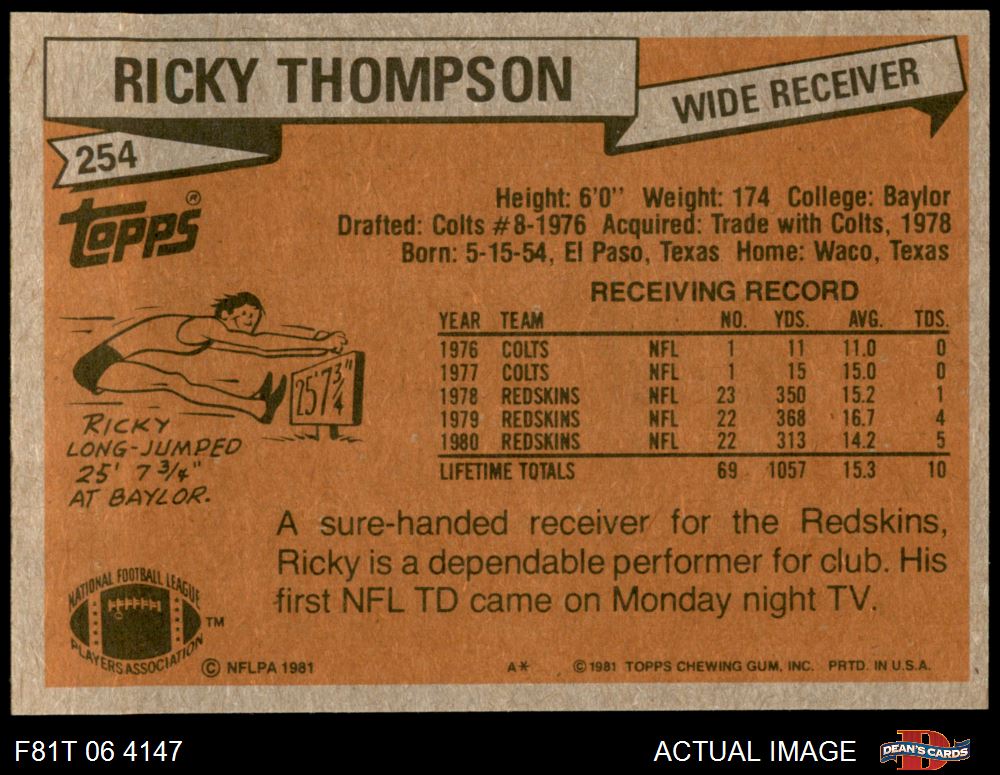 RICKY THOMPSON
WIDE RECEIVER
254
TOPPS®
Height: 6'0" Weight: 174 College: Baylor
Drafted: Colts #8-1976 Acquired: Trade with Colts, 1978
Born: 5-15-54, El Paso, Texas Home: Waco, Texas
RECEIVING RECORD
YEAR TEAM NO. YDS. AVG. TDS.
1976 COLTS NFL 1 11 11.0 0
1977 COLTS NFL 1 15 15.0 0
1978 REDSKINS NFL 23 350 15.2 1
1979 REDSKINS NFL 22 368 16.7 4
1980 REDSKINS NFL 22 313 14.2 5
LIFETIME TOTALS 69 1057 15.3 10
25'7 3/4"
RICKY
LONG-JUMPED
25' 7 3/4"
AT BAYLOR.
A sure-handed receiver for the Redskins,
Ricky is a dependable performer for club. His
first NFL TD came on Monday night TV.
NATIONAL FOOTBALL LEAGUE
PLAYERS ASSOCIATION
TM
© NFLPA 1981
A*
© 1981 TOPPS CHEWING GUM, INC. PRTD. IN U.S.A.
F81T 06 4147
ACTUAL IMAGE
D
DEAN'S CARDS